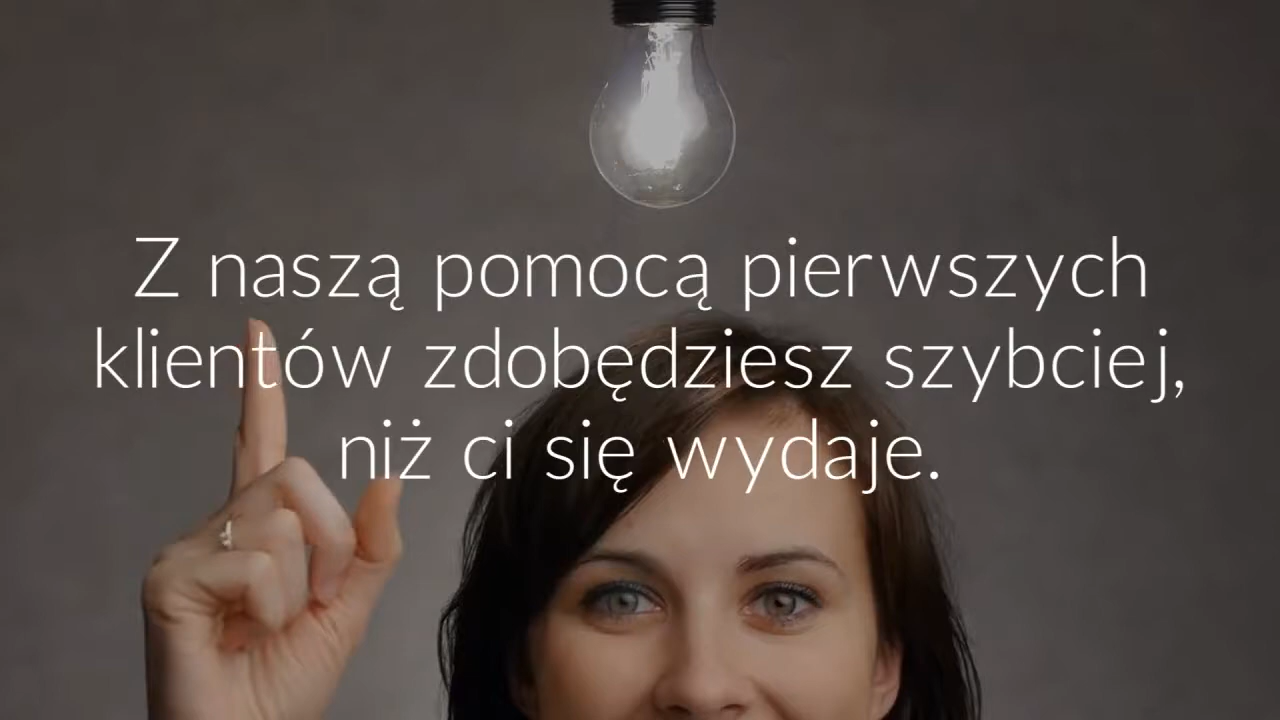 Z naszą pomocą pierwszych
klientów zdobędziesz szybciej,
niż ci się wydaje.